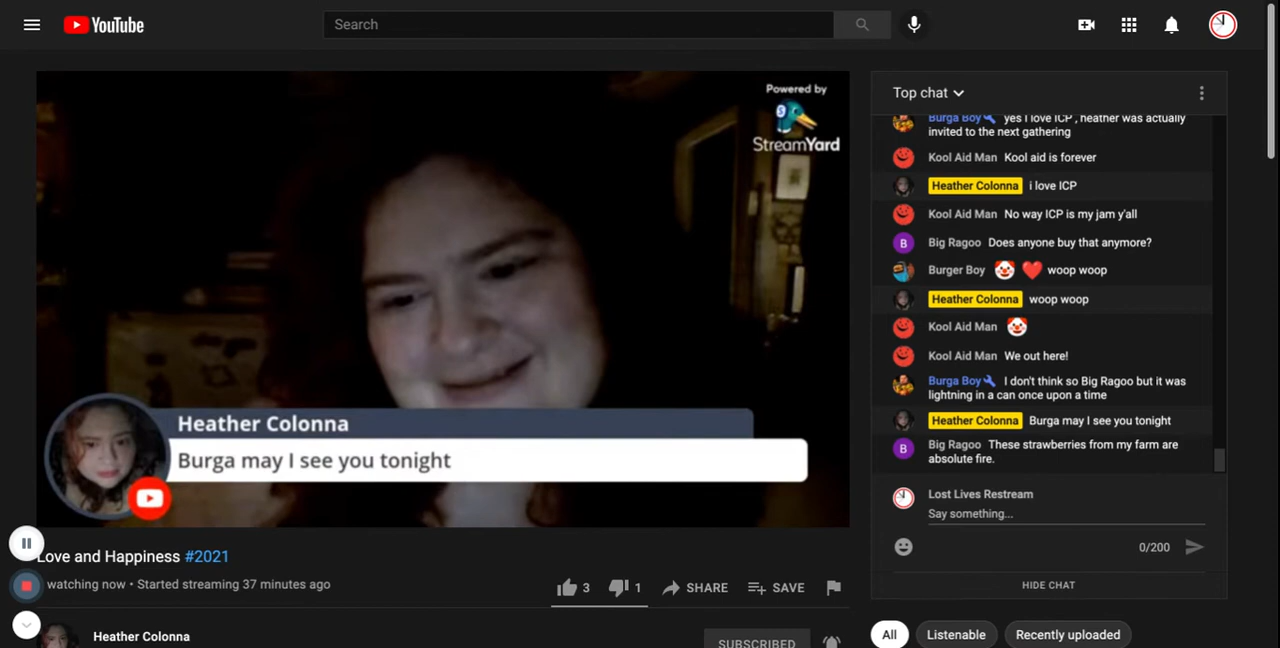 YouTube
Search
Powered by
StreamYard
Heather Colonna
Burga may I see you tonight
Love and Happiness #2021
watching now • Started streaming 37 minutes ago
3
1
SHARE
SAVE
Heather Colonna
SUBSCRIBED
Top chat
Burga Boy yes I love ICP , heather was actually
invited to the next gathering
Kool Aid Man Kool aid is forever
Heather Colonna i love ICP
Kool Aid Man No way ICP is my jam y'all
B Big Ragoo Does anyone buy that anymore?
Burger Boy 🤡 ❤️ woop woop
Heather Colonna woop woop
Kool Aid Man 🤡
Kool Aid Man We out here!
Burga Boy I don't think so Big Ragoo but it was
lightning in a can once upon a time
Heather Colonna Burga may I see you tonight
B Big Ragoo These strawberries from my farm are
absolute fire.
Lost Lives Restream
Say something...
0/200
HIDE CHAT
All
Listenable
Recently uploaded